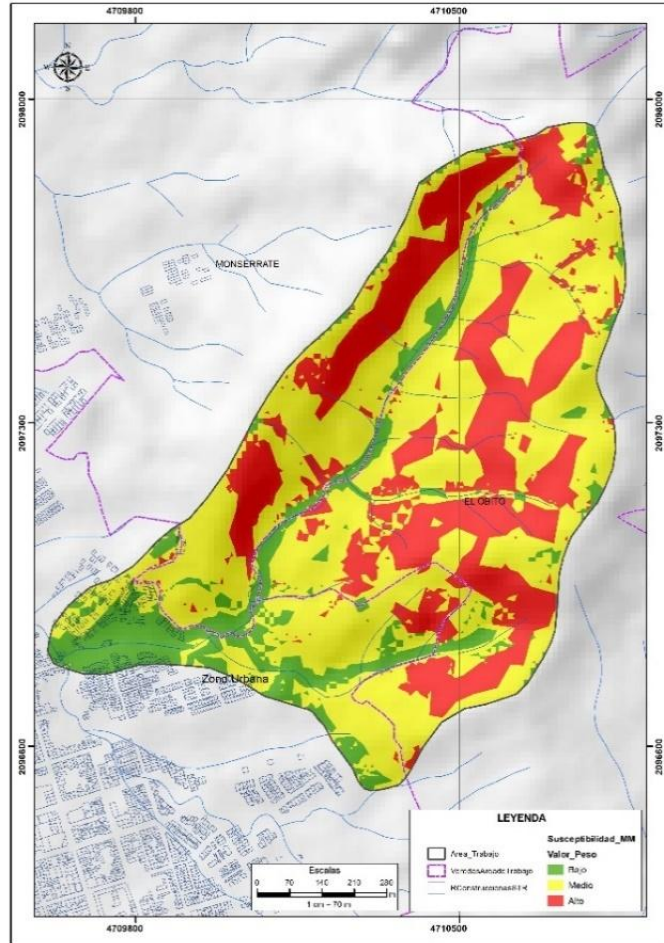 4709800 4710500
2098000 2098000
MONSERRATE
2097300 2097300
EL OBITO
Zona Urbana
2096600 2096600
LEYENDA
Susceptibilidad_MM
Valor_Peso
Area_Trabajo
Bajo
Medio
Alto
Escalas
0 70 140 210 280
m
1 cm = 70 m
4709800 4710500